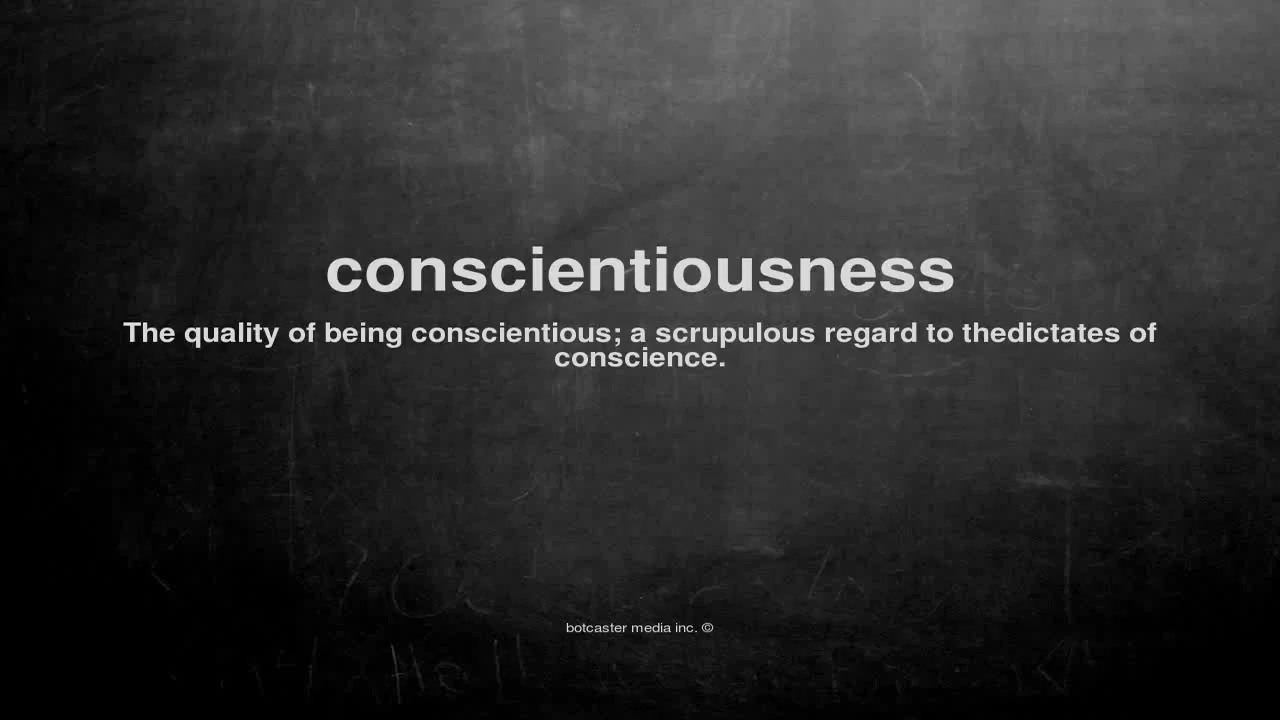 conscientiousness
The quality of being conscientious; a scrupulous regard to thedictates of
conscience.
botcaster media inc. ©